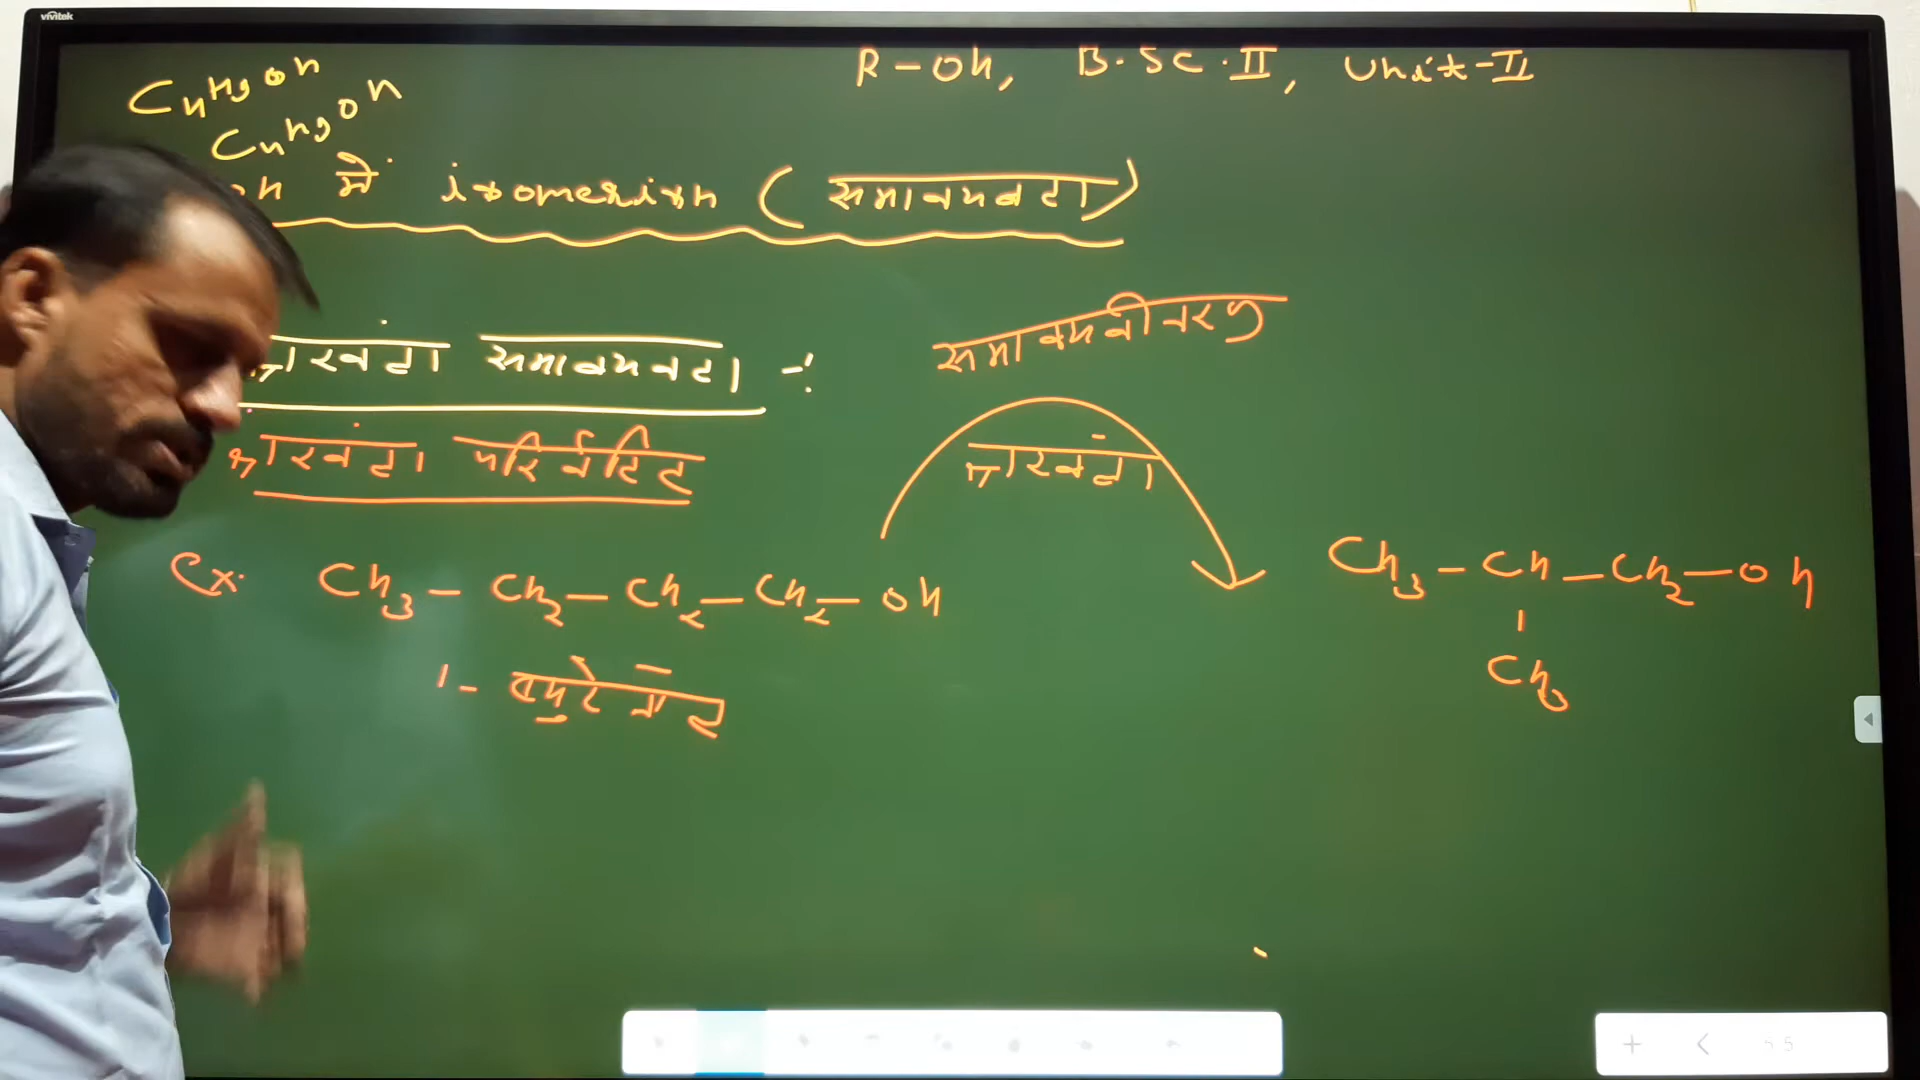 vivitek
R-OH, B.SC.II, Unit-II
C4H9OH
C4H9OH
OH में isomerism (समावयवता)
समावयवीकरण
श्रृंखला समावयवता -:
श्रृंखला
श्रृंखला परिवर्तित
Ex. CH3 - CH2 - CH2 - CH2 - OH
CH3 - CH - CH2 - OH
CH3
1-ब्युटेनॉल